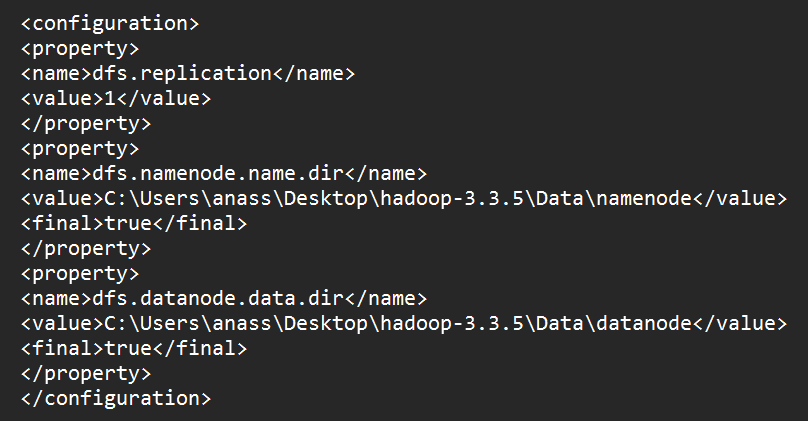 <configuration>
<property>
<name>dfs.replication</name>
<value>1</value>
</property>
<property>
<name>dfs.namenode.name.dir</name>
<value>C:\Users\anass\Desktop\hadoop-3.3.5\Data\namenode</value>
<final>true</final>
</property>
<property>
<name>dfs.datanode.data.dir</name>
<value>C:\Users\anass\Desktop\hadoop-3.3.5\Data\datanode</value>
<final>true</final>
</property>
</configuration>